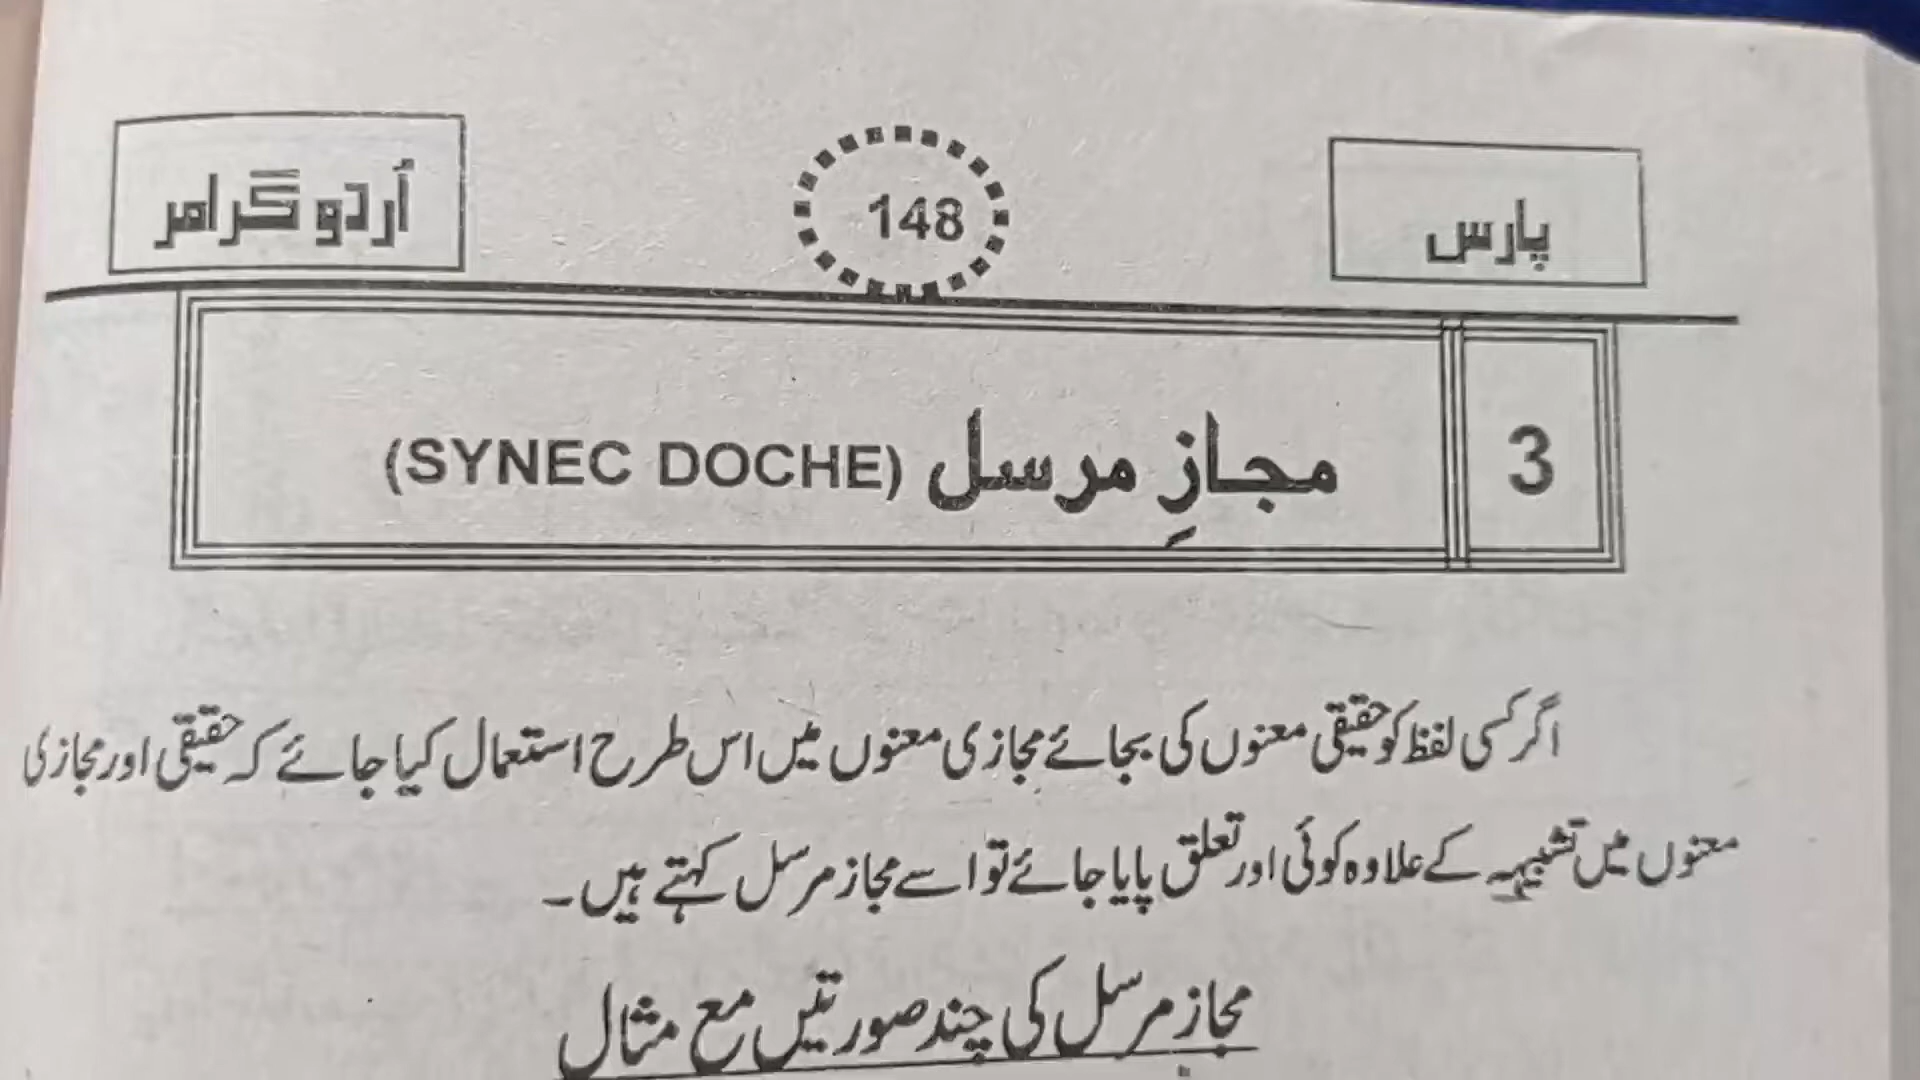 پارس
148
اُردو گرامر
3
مجازِ مرسل (SYNEC DOCHE)
اگر کسی لفظ کو حقیقی معنوں کی بجائے مجازی معنوں میں اس طرح استعمال کیا جائے کہ حقیقی اور مجازی
معنوں میں تشبیہہ کے علاوہ کوئی اور تعلق پایا جائے تو اسے مجاز مرسل کہتے ہیں۔
مجاز مرسل کی چند صورتیں مع مثال